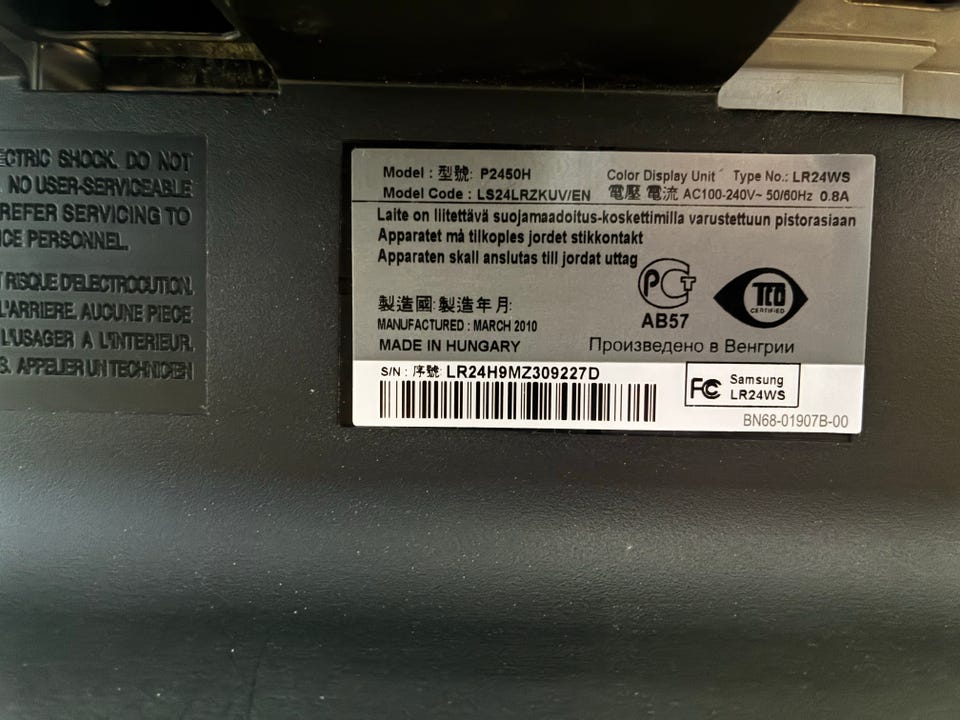 ECTRIC SHOCK. DO NOT
NO USER-SERVICEABLE
REFER SERVICING TO
ICE PERSONNEL.
T RISQUE D'ELECTROCUTION.
L'ARRIERE. AUCUNE PIECE
L'USAGER A L'INTERIEUR.
S. APPELER UN TECHNICIEN
Model : 型號: P2450H Color Display Unit Type No.: LR24WS
Model Code : LS24LRZKUV/EN 電壓 電流 AC100-240V~ 50/60Hz 0.8A
Laite on liitettävä suojamaadoitus-koskettimilla varustettuun pistorasiaan
Apparatet må tilkoples jordet stikkontakt
Apparaten skall anslutas till jordat uttag
PCT
AB57
TCO
CERTIFIED
製造國: 製造年月:
MANUFACTURED : MARCH 2010
MADE IN HUNGARY Произведено в Венгрии
S/N : 序號: LR24H9MZ309227D
FC Samsung
LR24WS
BN68-01907B-00